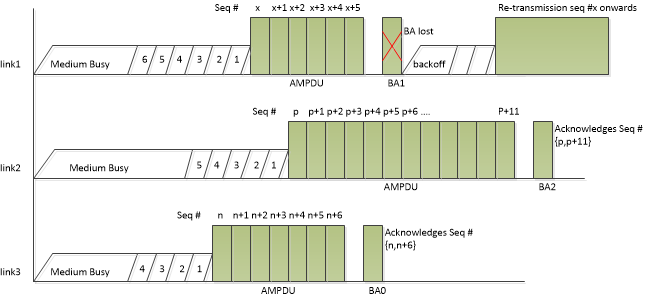 Seq # x x+1 x+2 x+3 x+4 x+5 Re-transmission seq #x onwards
BA lost
link1 Medium Busy 6 5 4 3 2 1 backoff
AMPDU BA1
Seq # p p+1 p+2 p+3 p+4 p+5 p+6 .... P+11
Acknowledges Seq #
{p,p+11}
link2 Medium Busy 5 4 3 2 1
AMPDU BA2
Seq # n n+1 n+2 n+3 n+4 n+5 n+6
Acknowledges Seq #
{n,n+6}
link3 Medium Busy 4 3 2 1
AMPDU BA0